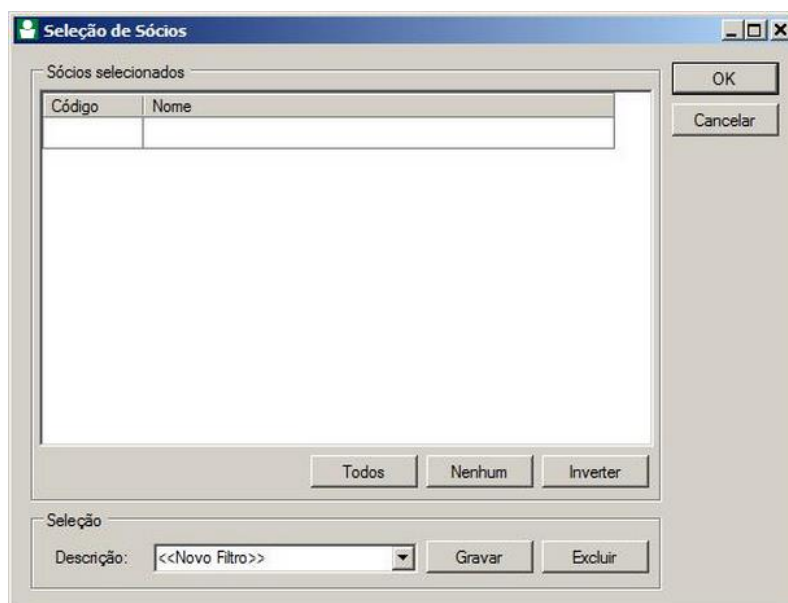 Seleção de Sócios
Sócios selecionados
OK
Código Nome
Cancelar
Todos Nenhum Inverter
Seleção
Descrição: <<Novo Filtro>> Gravar Excluir